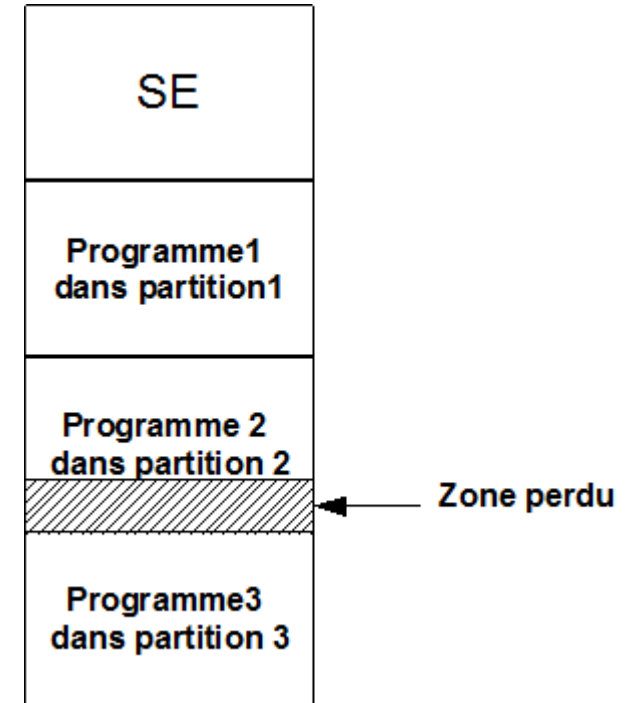 SE
Programme1
dans partition1
Programme 2
dans partition 2
Zone perdu
Programme3
dans partition 3